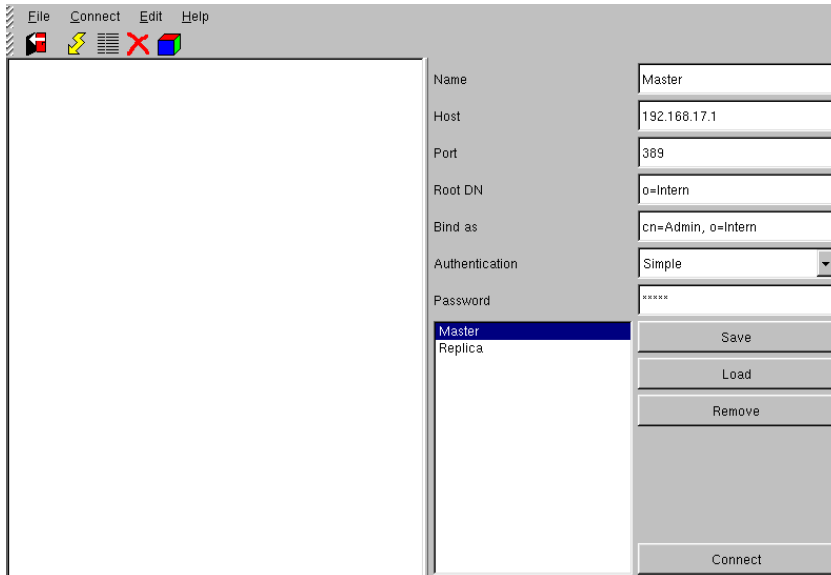 File Connect Edit Help
Name Master
Host 192.168.17.1
Port 389
Root DN o=Intern
Bind as cn=Admin, o=Intern
Authentication Simple
Password *****
Master
Replica
Save
Load
Remove
Connect